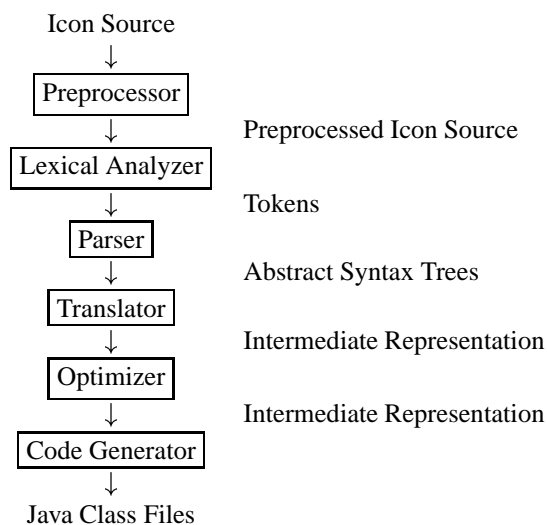 Icon Source
Preprocessor
Preprocessed Icon Source
Lexical Analyzer
Tokens
Parser
Abstract Syntax Trees
Translator
Intermediate Representation
Optimizer
Intermediate Representation
Code Generator
Java Class Files